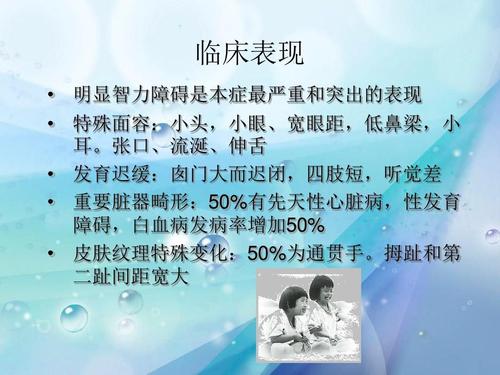 临床表现
• 明显智力障碍是本症最严重和突出的表现
• 特殊面容：小头，小眼、宽眼距，低鼻梁，小
耳。张口、流涎、伸舌
• 发育迟缓：囱门大而迟闭，四肢短，听觉差
• 重要脏器畸形：50%有先天性心脏病，性发育
障碍，白血病发病率增加50%
• 皮肤纹理特殊变化：50%为通贯手。拇趾和第
二趾间距宽大